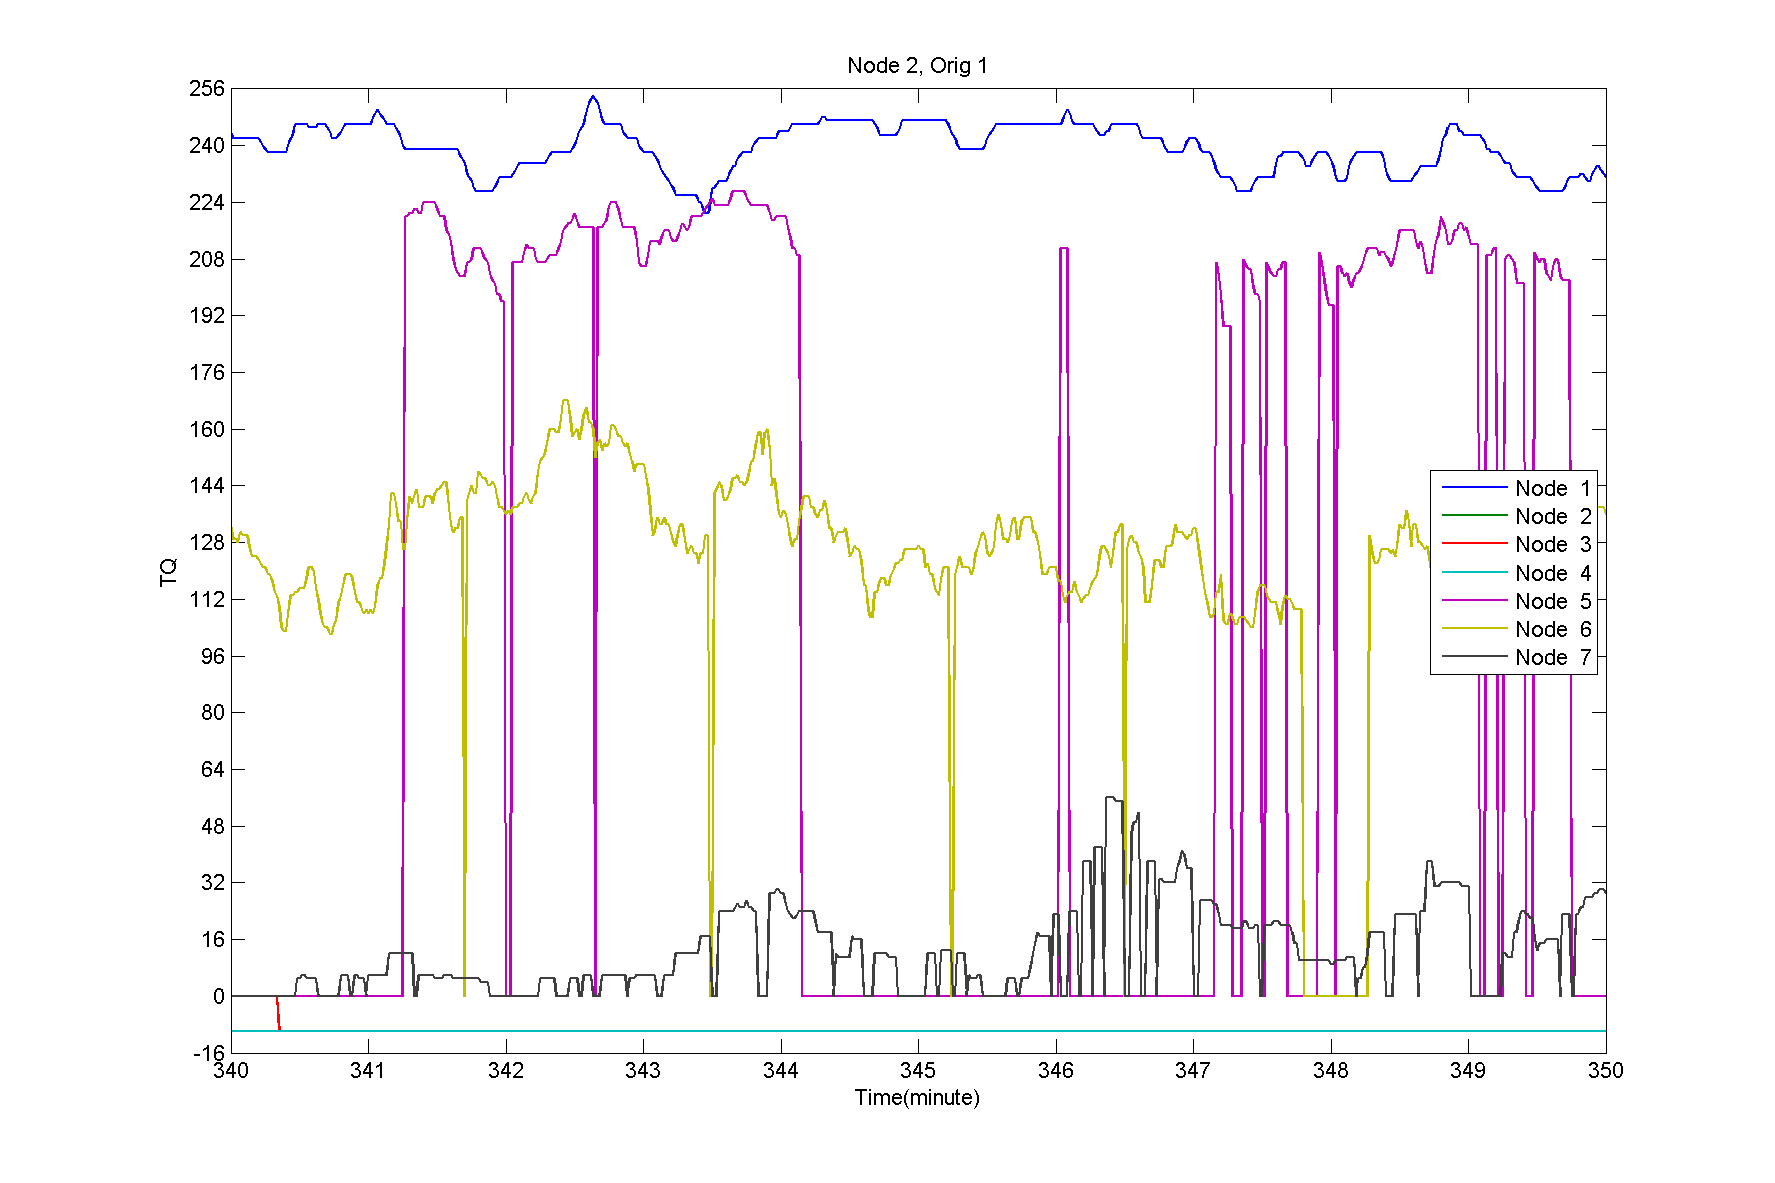 Node 2, Orig 1
256
240
224
208
192
176
160
144
128
112
96
80
64
48
32
16
0
-16
TQ
Node 1
Node 2
Node 3
Node 4
Node 5
Node 6
Node 7
340 341 342 343 344 345 346 347 348 349 350
Time(minute)